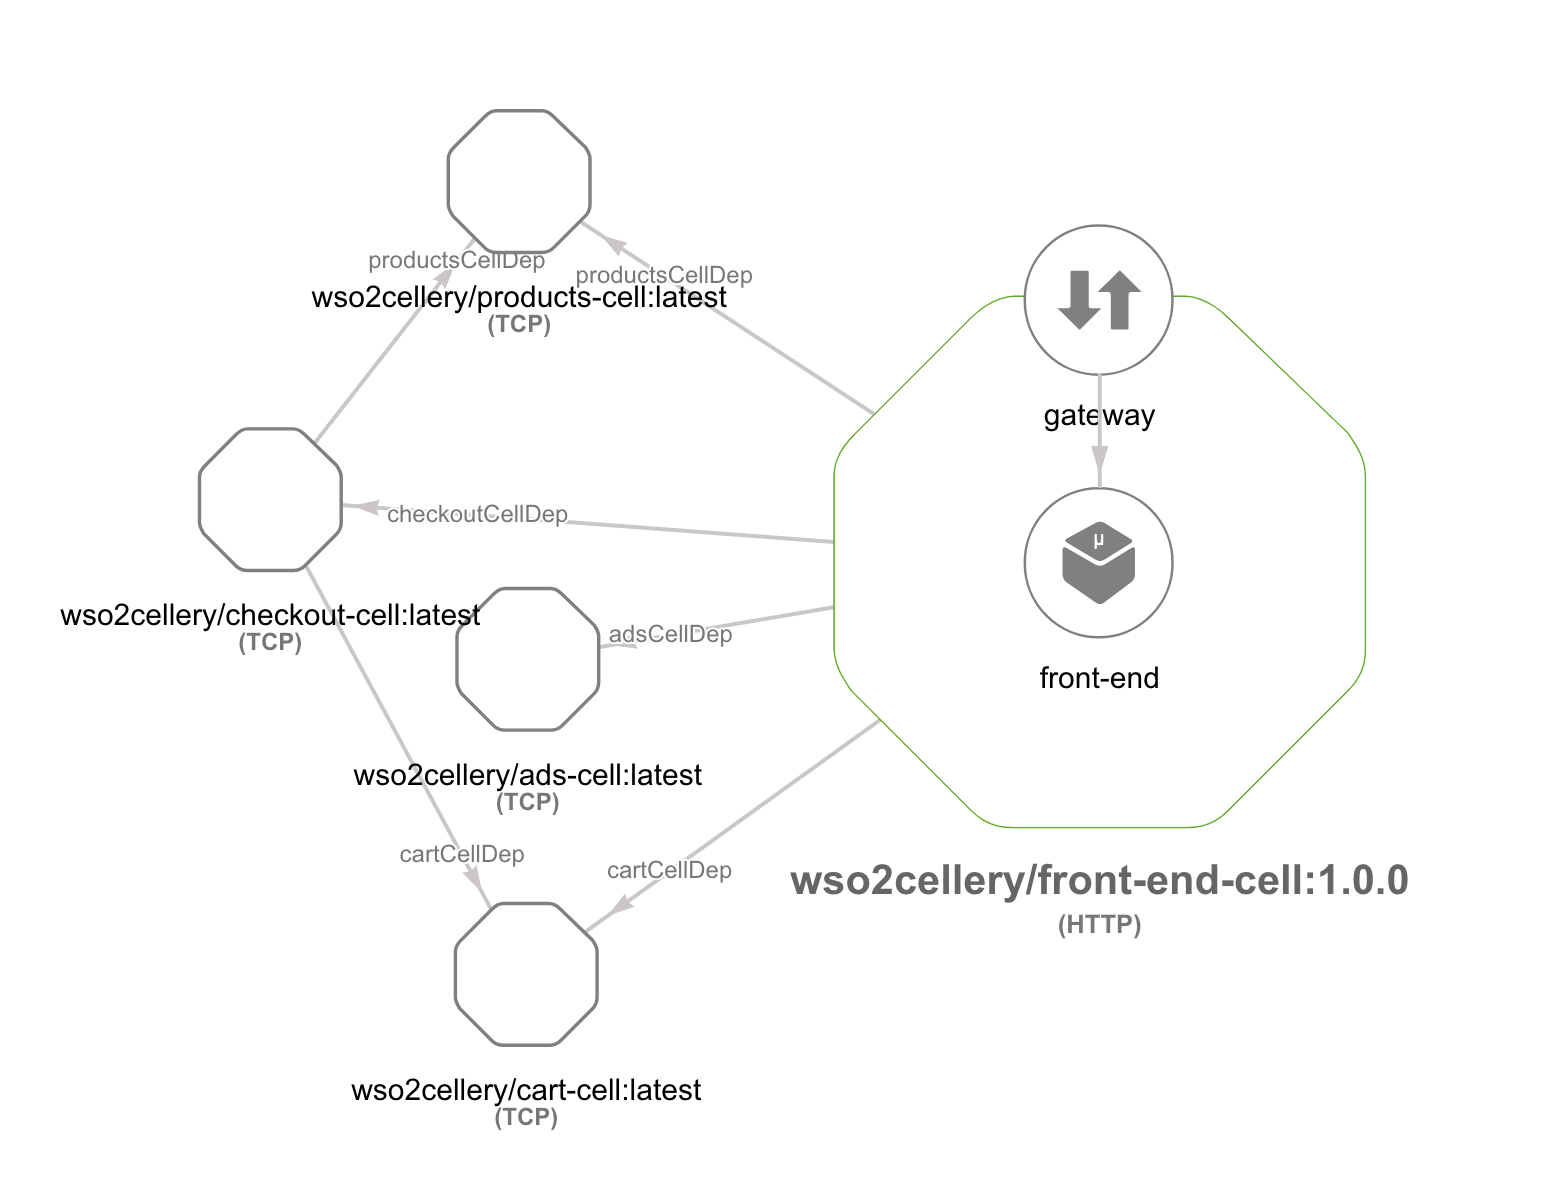 productsCellDep
productsCellDep
wso2cellery/products-cell:latest
(TCP)
gateway
checkoutCellDep
µ
wso2cellery/checkout-cell:latest
(TCP)
adsCellDep
front-end
wso2cellery/ads-cell:latest
(TCP)
cartCellDep
cartCellDep
wso2cellery/front-end-cell:1.0.0
(HTTP)
wso2cellery/cart-cell:latest
(TCP)